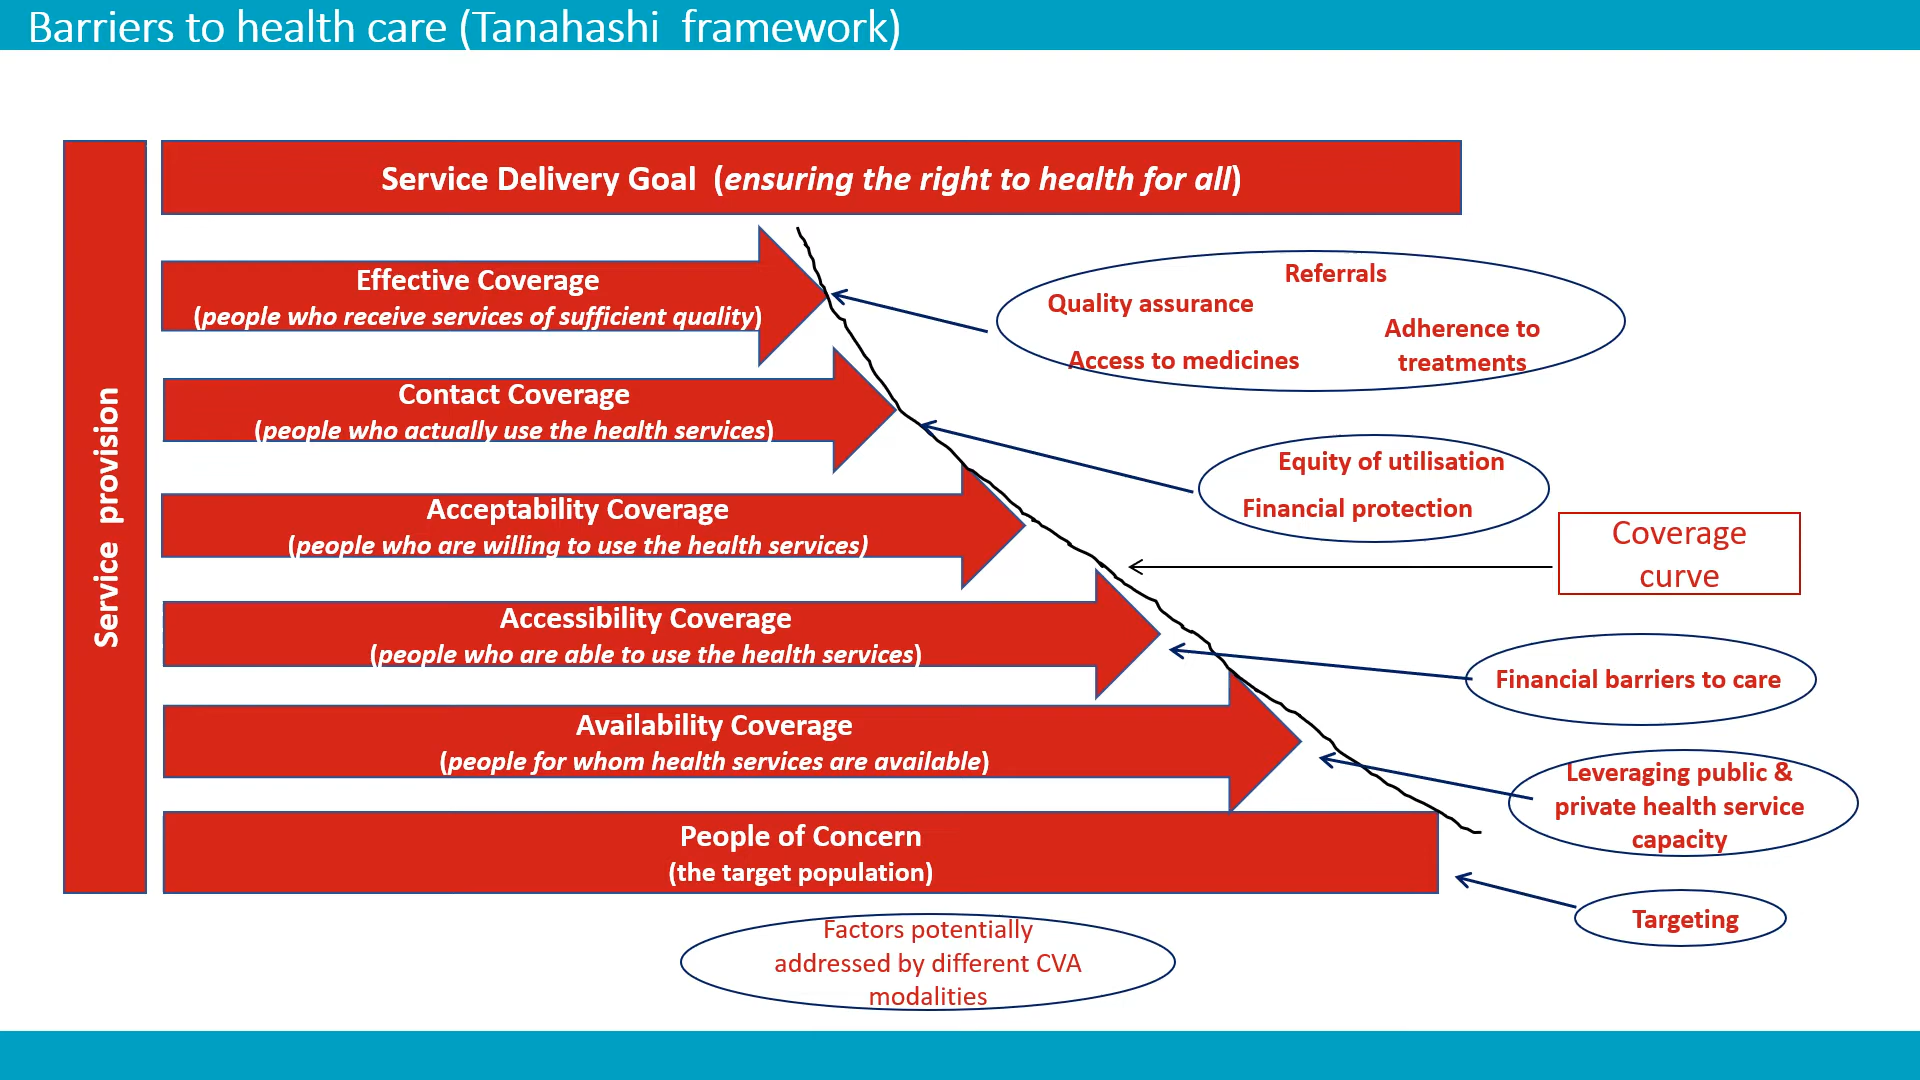 Barriers to health care (Tanahashi framework)
Service provision
Service Delivery Goal (ensuring the right to health for all)
Effective Coverage
(people who receive services of sufficient quality)
Referrals
Quality assurance
Adherence to
treatments
Access to medicines
Contact Coverage
(people who actually use the health services)
Equity of utilisation
Financial protection
Acceptability Coverage
(people who are willing to use the health services)
Coverage
curve
Accessibility Coverage
(people who are able to use the health services)
Financial barriers to care
Availability Coverage
(people for whom health services are available)
Leveraging public &
private health service
capacity
People of Concern
(the target population)
Targeting
Factors potentially
addressed by different CVA
modalities